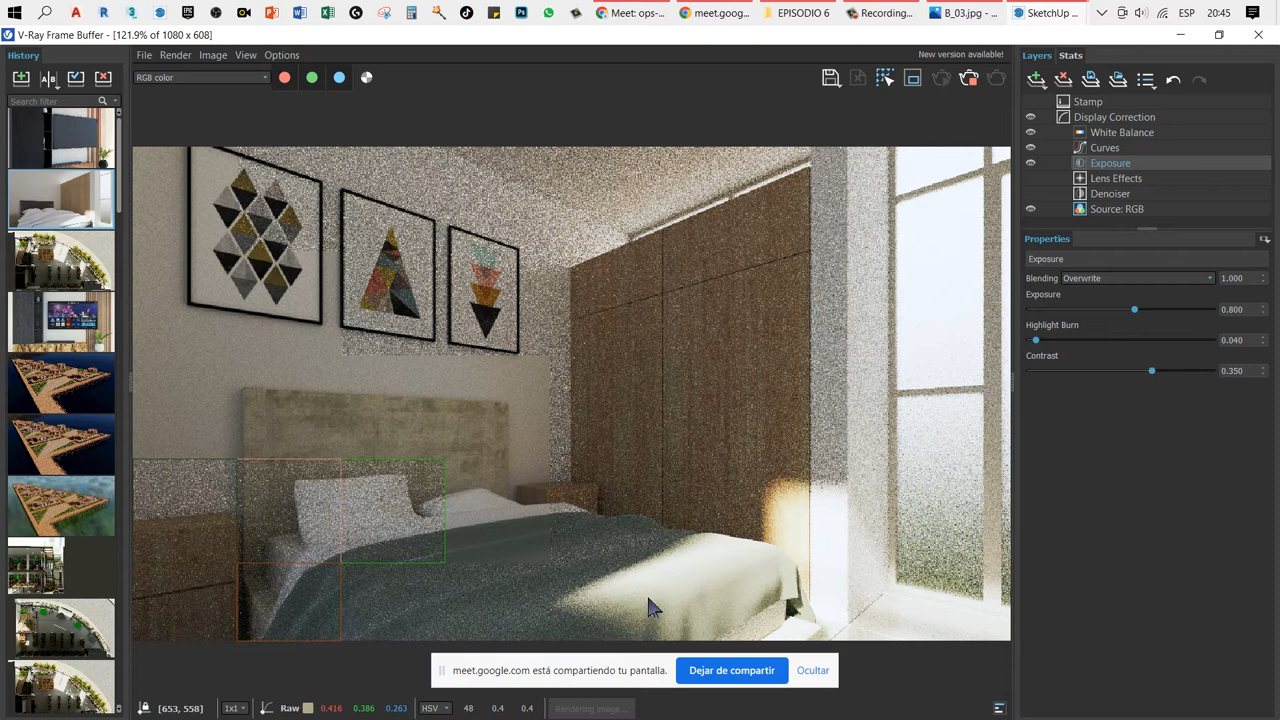 Meet: ops-...
meet.goog...
EPISODIO 6
Recording...
B_03.jpg - ...
SketchUp ...
ESP
20:45
V-Ray Frame Buffer - [121.9% of 1080 x 608]
History
File Render Image View Options
New version available!
Layers Stats
RGB color
Search filter
Stamp
Display Correction
White Balance
Curves
Exposure
Lens Effects
Denoiser
Source: RGB
Properties
Exposure
Blending Overwrite 1.000
Exposure
0.800
Highlight Burn
0.040
Contrast
0.350
meet.google.com está compartiendo tu pantalla. Dejar de compartir Ocultar
[653, 558] 1x1 Raw 0.416 0.386 0.263 HSV 48 0.4 0.4 Rendering image...